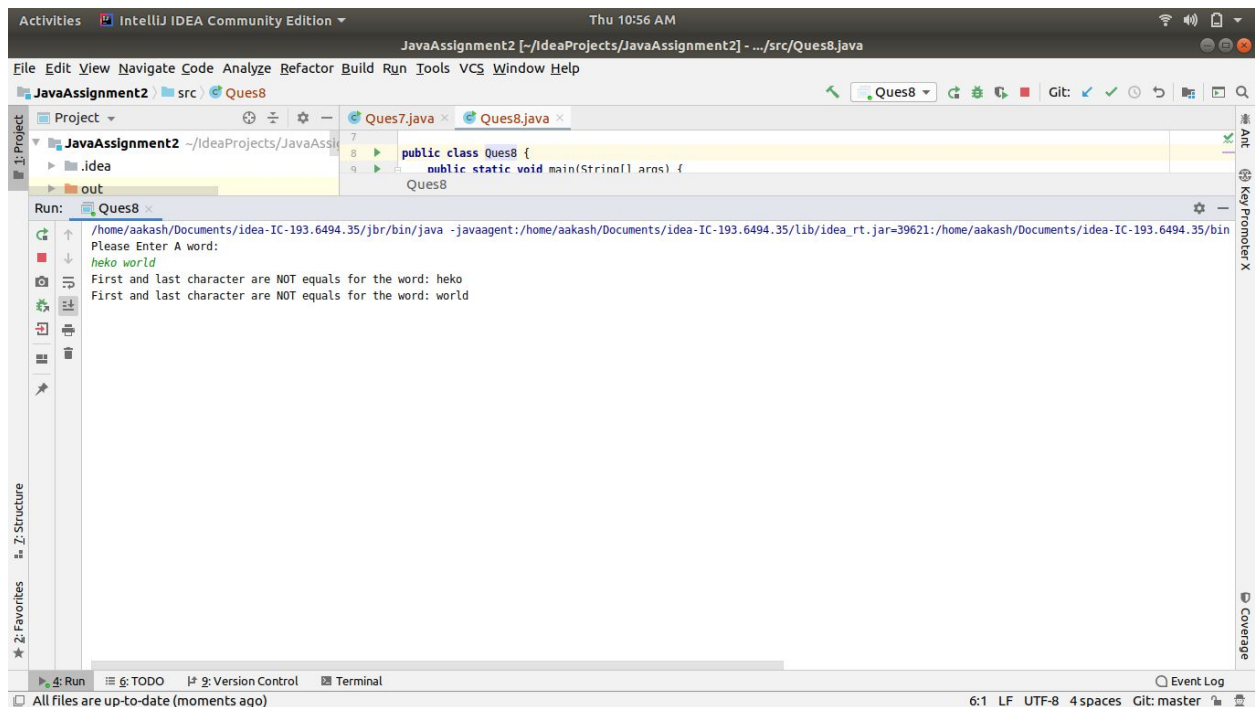 Activities IntelliJ IDEA Community Edition Thu 10:56 AM
JavaAssignment2 [~/IdeaProjects/JavaAssignment2] - .../src/Ques8.java
File Edit View Navigate Code Analyze Refactor Build Run Tools VCS Window Help
JavaAssignment2 src Ques8 Ques8 Git:
1: Project
Project Ques7.java Ques8.java
Ant
JavaAssignment2 ~/IdeaProjects/JavaAssig 7
.idea 8 public class Ques8 {
9 public static void main(String[] args) {
out Ques8
Key Promoter X
Run: Ques8
/home/aakash/Documents/idea-IC-193.6494.35/jbr/bin/java -javaagent:/home/aakash/Documents/idea-IC-193.6494.35/lib/idea_rt.jar=39621:/home/aakash/Documents/idea-IC-193.6494.35/bin
Please Enter A word:
heko world
First and last character are NOT equals for the word: heko
First and last character are NOT equals for the word: world
7: Structure
2: Favorites
Coverage
4: Run 6: TODO 9: Version Control Terminal Event Log
All files are up-to-date (moments ago) 6:1 LF UTF-8 4 spaces Git: master